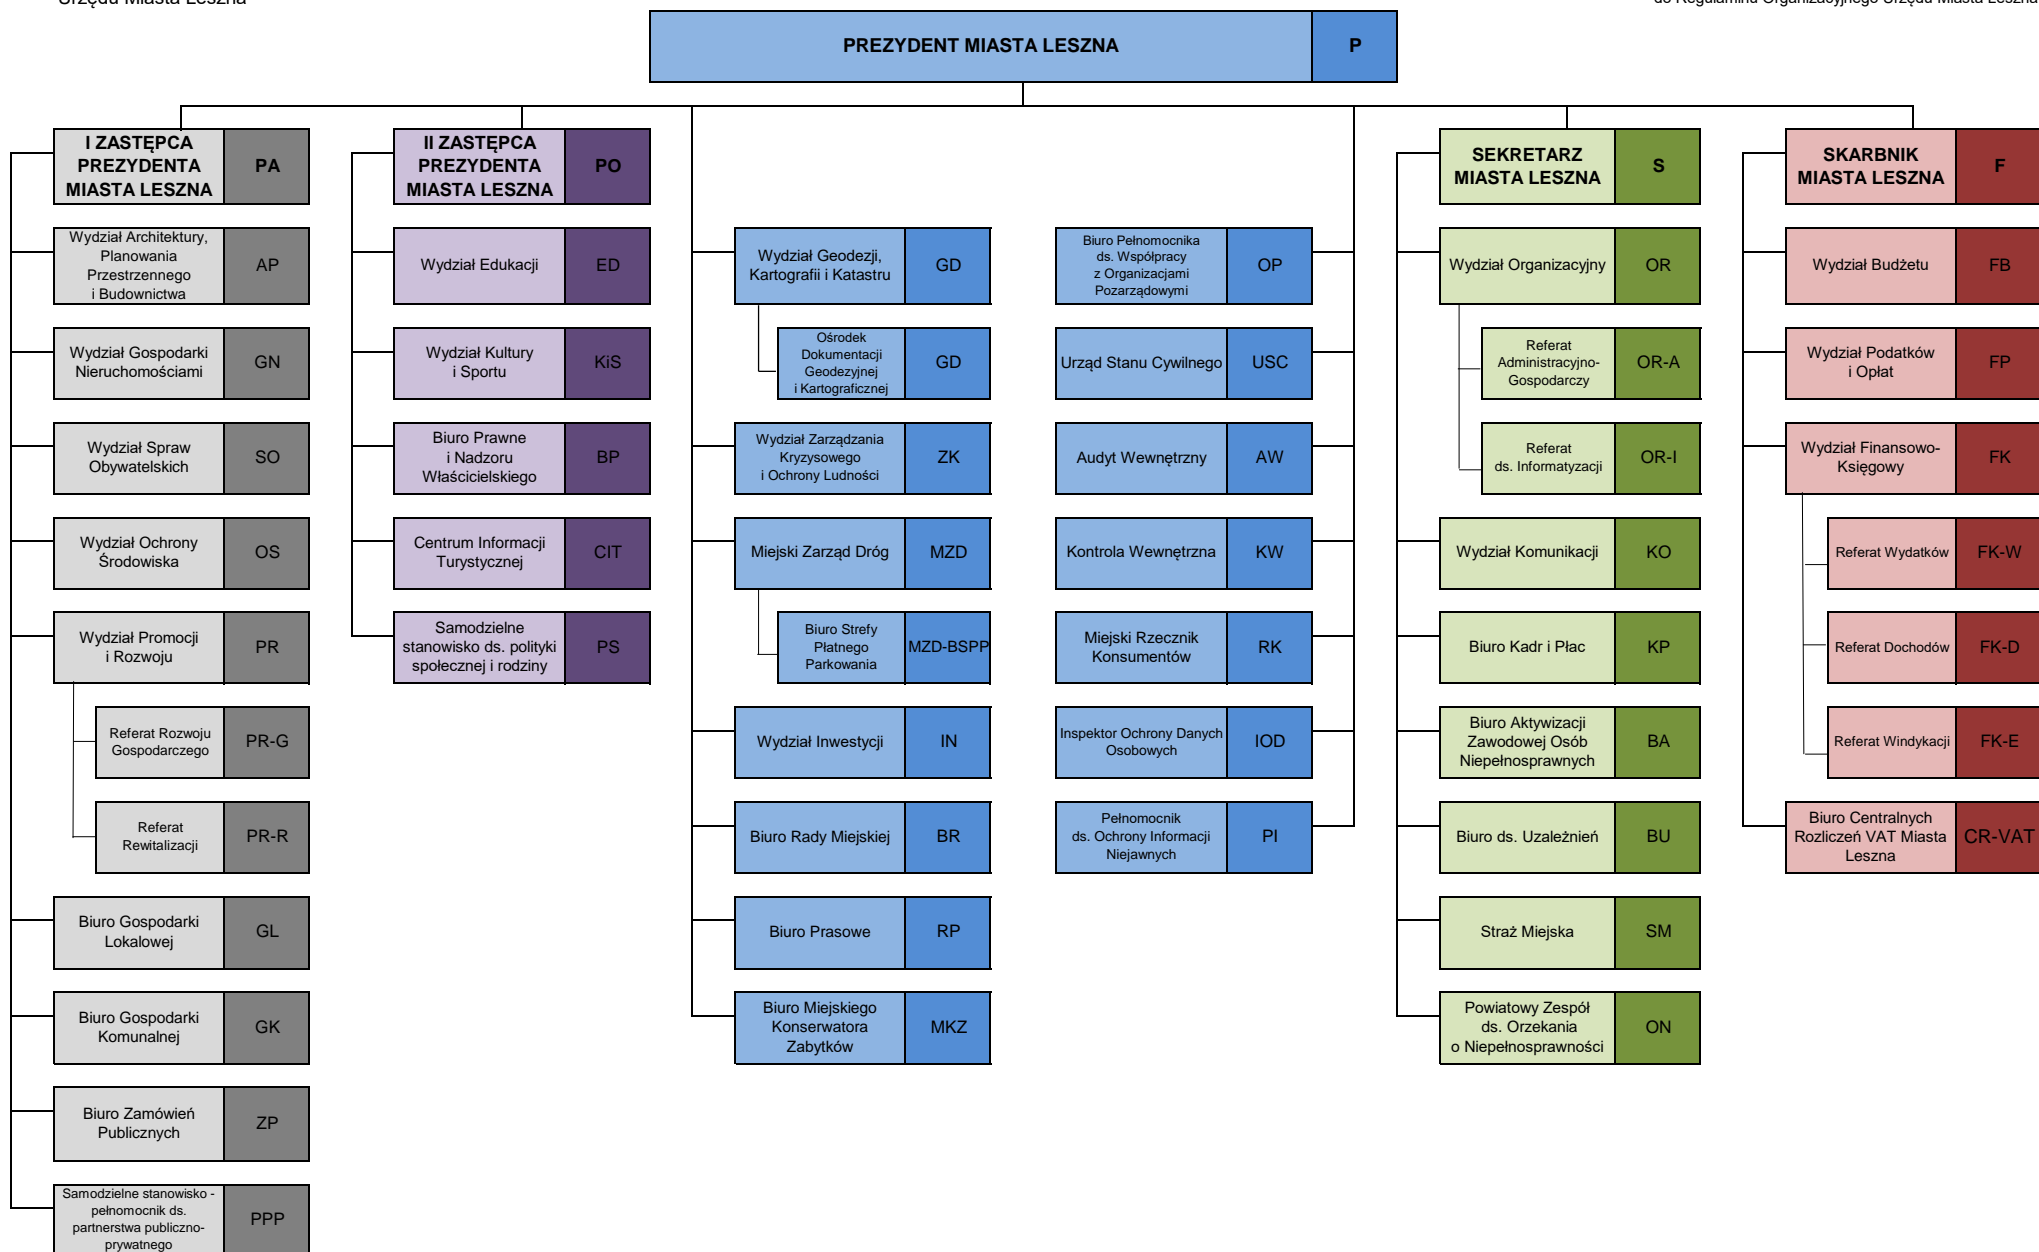 Urzędu Miasta Leszna
do Regulaminu Organizacyjnego Urzędu Miasta Leszna
PREZYDENT MIASTA LESZNA
P
I ZASTĘPCA
PREZYDENTA
MIASTA LESZNA
PA
Wydział Architektury,
Planowania
Przestrzennego
i Budownictwa
AP
Wydział Gospodarki
Nieruchomościami
GN
Wydział Spraw
Obywatelskich
SO
Wydział Ochrony
Środowiska
OS
Wydział Promocji
i Rozwoju
PR
Referat Rozwoju
Gospodarczego
PR-G
Referat
Rewitalizacji
PR-R
Biuro Gospodarki
Lokalowej
GL
Biuro Gospodarki
Komunalnej
GK
Biuro Zamówień
Publicznych
ZP
Samodzielne stanowisko -
pełnomocnik ds.
partnerstwa publiczno-
prywatnego
PPP
II ZASTĘPCA
PREZYDENTA
MIASTA LESZNA
PO
Wydział Edukacji
ED
Wydział Kultury
i Sportu
KiS
Biuro Prawne
i Nadzoru
Właścicielskiego
BP
Centrum Informacji
Turystycznej
CIT
Samodzielne
stanowisko ds. polityki
społecznej i rodziny
PS
Wydział Geodezji,
Kartografii i Katastru
GD
Ośrodek
Dokumentacji
Geodezyjnej
i Kartograficznej
GD
Wydział Zarządzania
Kryzysowego
i Ochrony Ludności
ZK
Miejski Zarząd Dróg
MZD
Biuro Strefy
Płatnego
Parkowania
MZD-BSPP
Wydział Inwestycji
IN
Biuro Rady Miejskiej
BR
Biuro Prasowe
RP
Biuro Miejskiego
Konserwatora
Zabytków
MKZ
Biuro Pełnomocnika
ds. Współpracy
z Organizacjami
Pozarządowymi
OP
Urząd Stanu Cywilnego
USC
Audyt Wewnętrzny
AW
Kontrola Wewnętrzna
KW
Miejski Rzecznik
Konsumentów
RK
Inspektor Ochrony Danych
Osobowych
IOD
Pełnomocnik
ds. Ochrony Informacji
Niejawnych
PI
SEKRETARZ
MIASTA LESZNA
S
Wydział Organizacyjny
OR
Referat
Administracyjno-
Gospodarczy
OR-A
Referat
ds. Informatyzacji
OR-I
Wydział Komunikacji
KO
Biuro Kadr i Płac
KP
Biuro Aktywizacji
Zawodowej Osób
Niepełnosprawnych
BA
Biuro ds. Uzależnień
BU
Straż Miejska
SM
Powiatowy Zespół
ds. Orzekania
o Niepełnosprawności
ON
SKARBNIK
MIASTA LESZNA
F
Wydział Budżetu
FB
Wydział Podatków
i Opłat
FP
Wydział Finansowo-
Księgowy
FK
Referat Wydatków
FK-W
Referat Dochodów
FK-D
Referat Windykacji
FK-E
Biuro Centralnych
Rozliczeń VAT Miasta
Leszna
CR-VAT